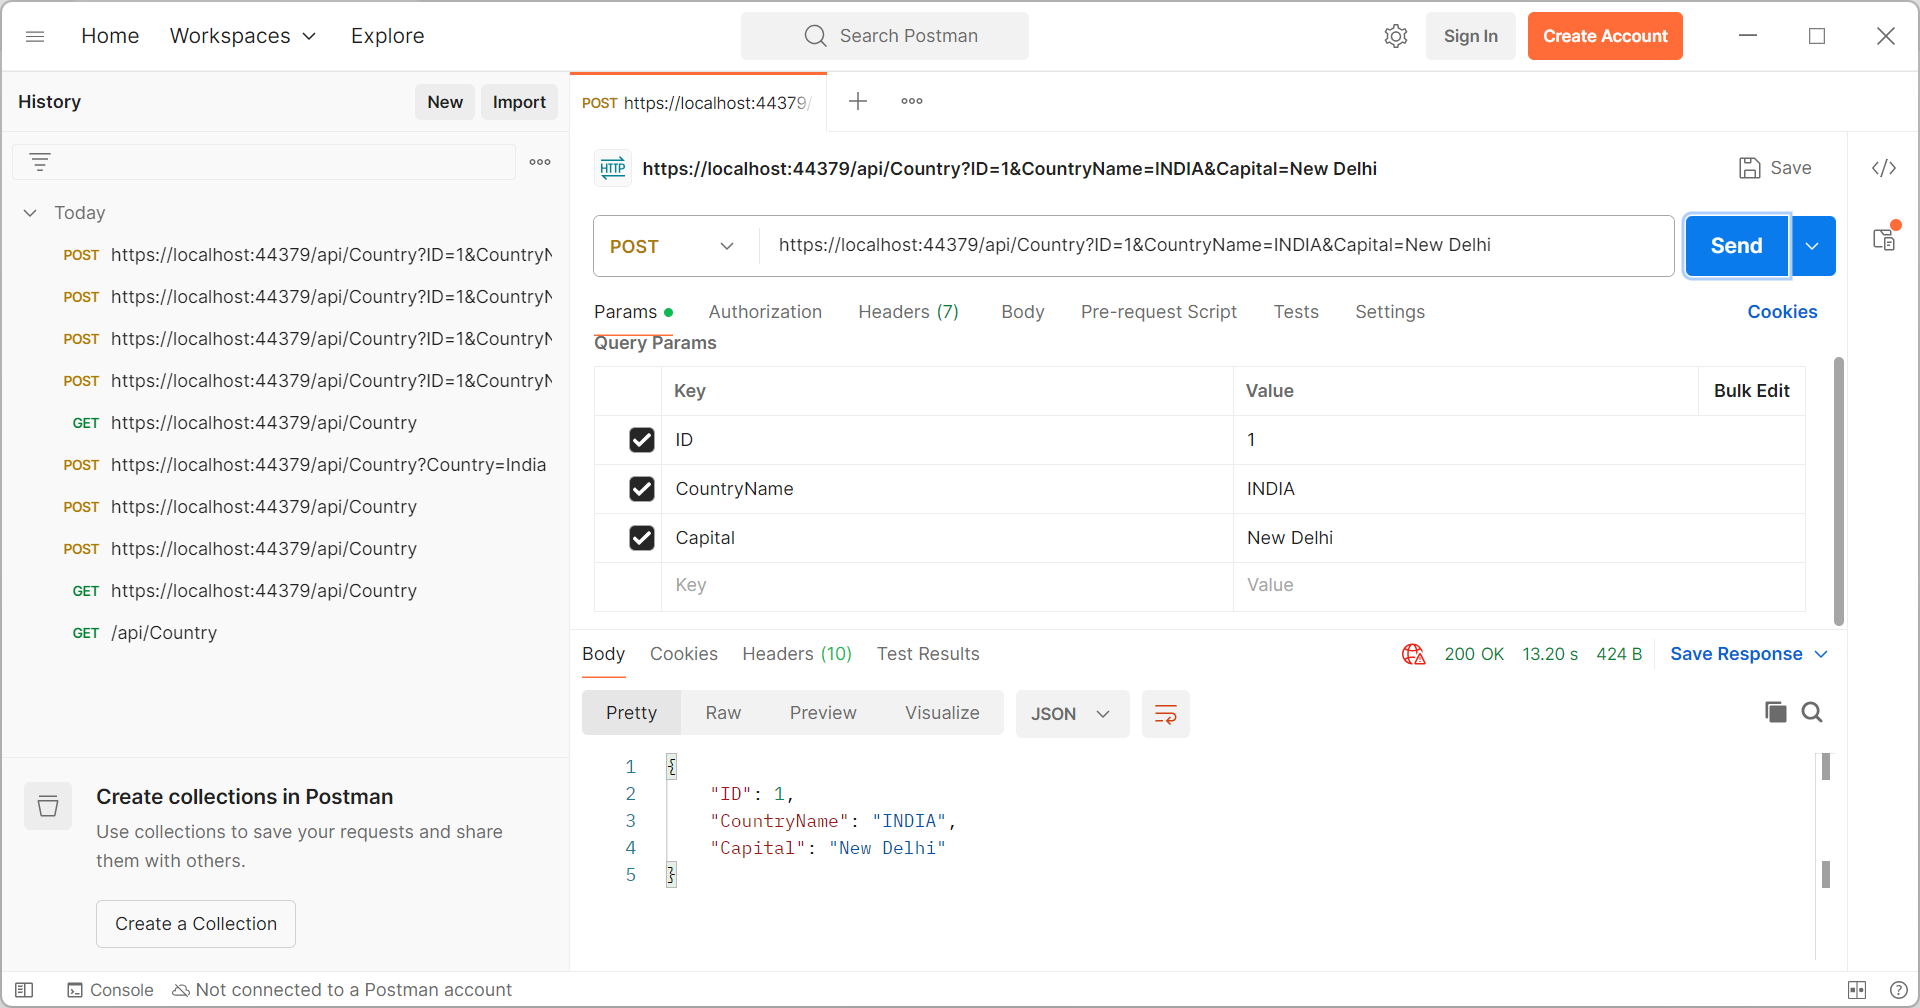 Home Workspaces Explore Search Postman Sign In Create Account
History New Import
Today
POST https://localhost:44379/api/Country?ID=1&CountryN
POST https://localhost:44379/api/Country?ID=1&CountryN
POST https://localhost:44379/api/Country?ID=1&CountryN
POST https://localhost:44379/api/Country?ID=1&CountryN
GET https://localhost:44379/api/Country
POST https://localhost:44379/api/Country?Country=India
POST https://localhost:44379/api/Country
POST https://localhost:44379/api/Country
GET https://localhost:44379/api/Country
GET /api/Country
Create collections in Postman
Use collections to save your requests and share
them with others.
Create a Collection
POST https://localhost:44379/
HTTP https://localhost:44379/api/Country?ID=1&CountryName=INDIA&Capital=New Delhi Save
POST https://localhost:44379/api/Country?ID=1&CountryName=INDIA&Capital=New Delhi Send
Params Authorization Headers (7) Body Pre-request Script Tests Settings Cookies
Query Params
Key Value Bulk Edit
ID 1
CountryName INDIA
Capital New Delhi
Key Value
Body Cookies Headers (10) Test Results 200 OK 13.20 s 424 B Save Response
Pretty Raw Preview Visualize JSON
1 {
2 "ID": 1,
3 "CountryName": "INDIA",
4 "Capital": "New Delhi"
5 }
Console Not connected to a Postman account